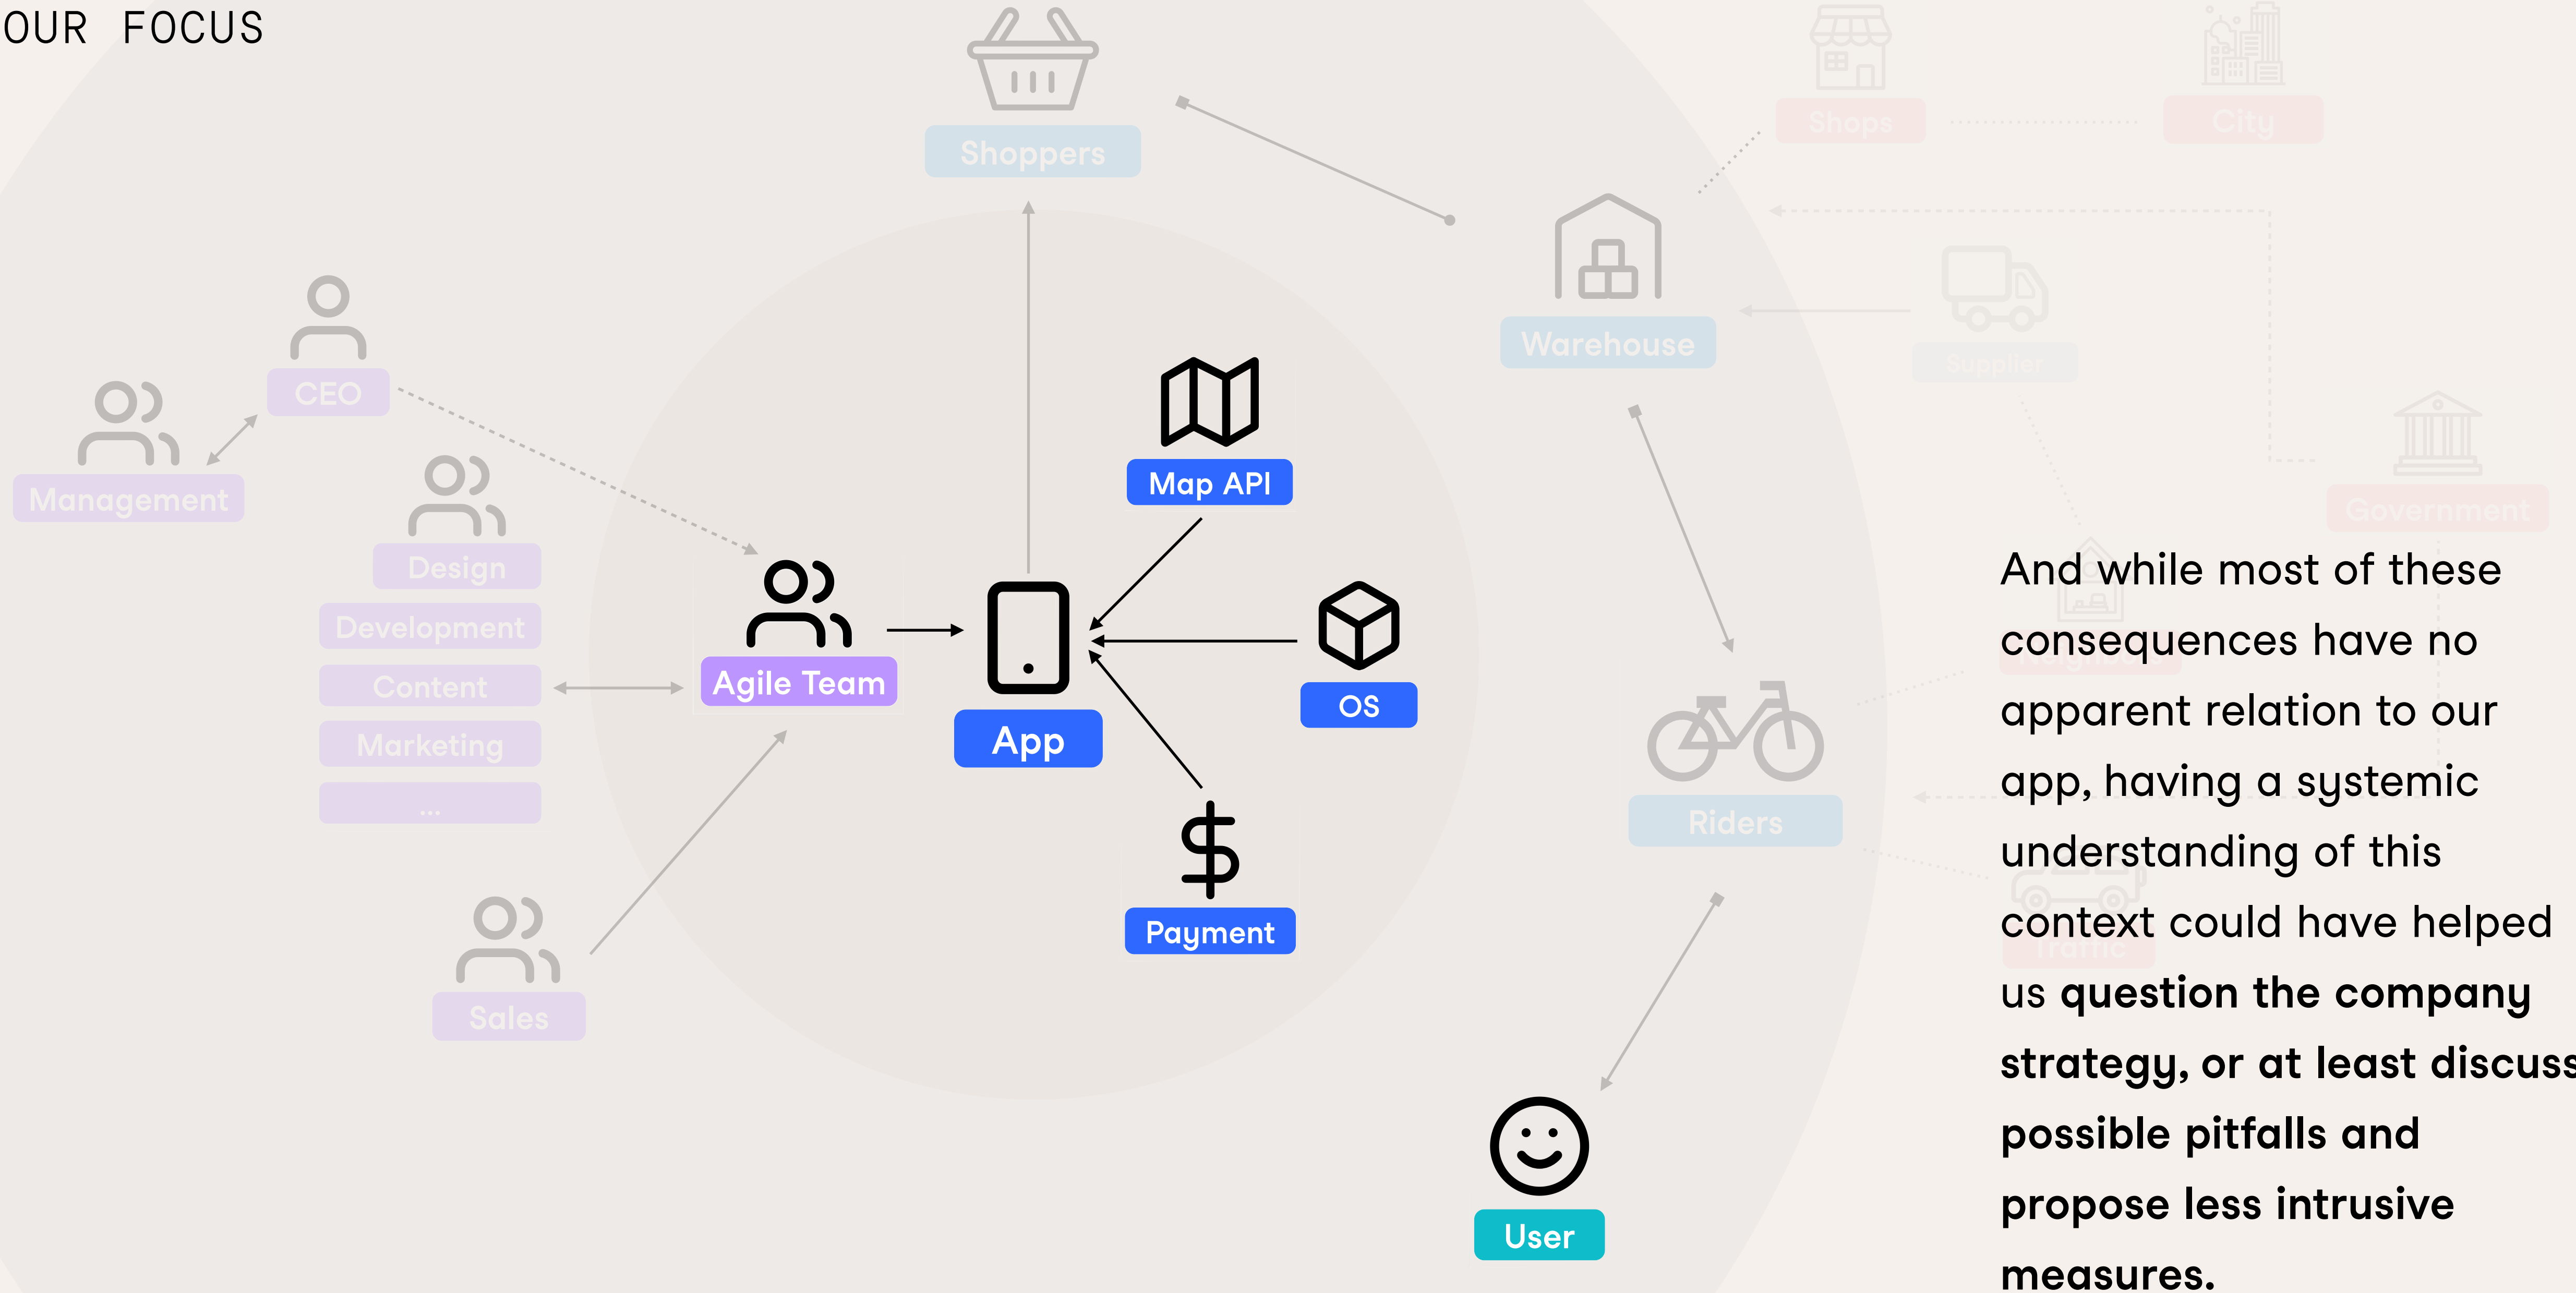 OUR FOCUS
Shoppers
Shops
City
Warehouse
Supplier
CEO
Management
Map API
Government
Design
Development
Content
Marketing
...
Agile Team
App
OS
Riders
Neighbors
Traffic
Payment
Sales
User
And while most of these
consequences have no
apparent relation to our
app, having a systemic
understanding of this
context could have helped
us question the company
strategy, or at least discuss
possible pitfalls and
propose less intrusive
measures.